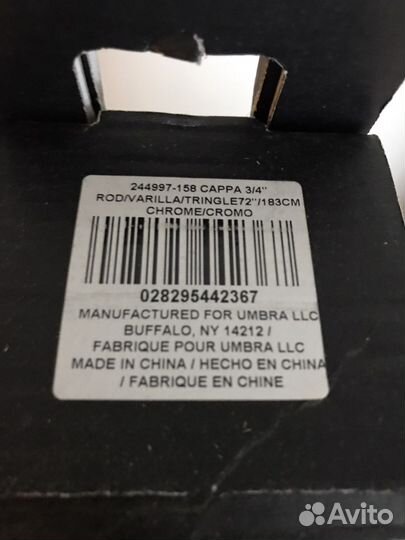 244997-158 CAPPA 3/4"
ROD/VARILLA/TRINGLE72"/183CM
CHROME/CROMO
028295442367
MANUFACTURED FOR UMBRA LLC
BUFFALO, NY 14212 /
FABRIQUE POUR UMBRA LLC
MADE IN CHINA / HECHO EN CHINA
/ FABRIQUE EN CHINE
Avito